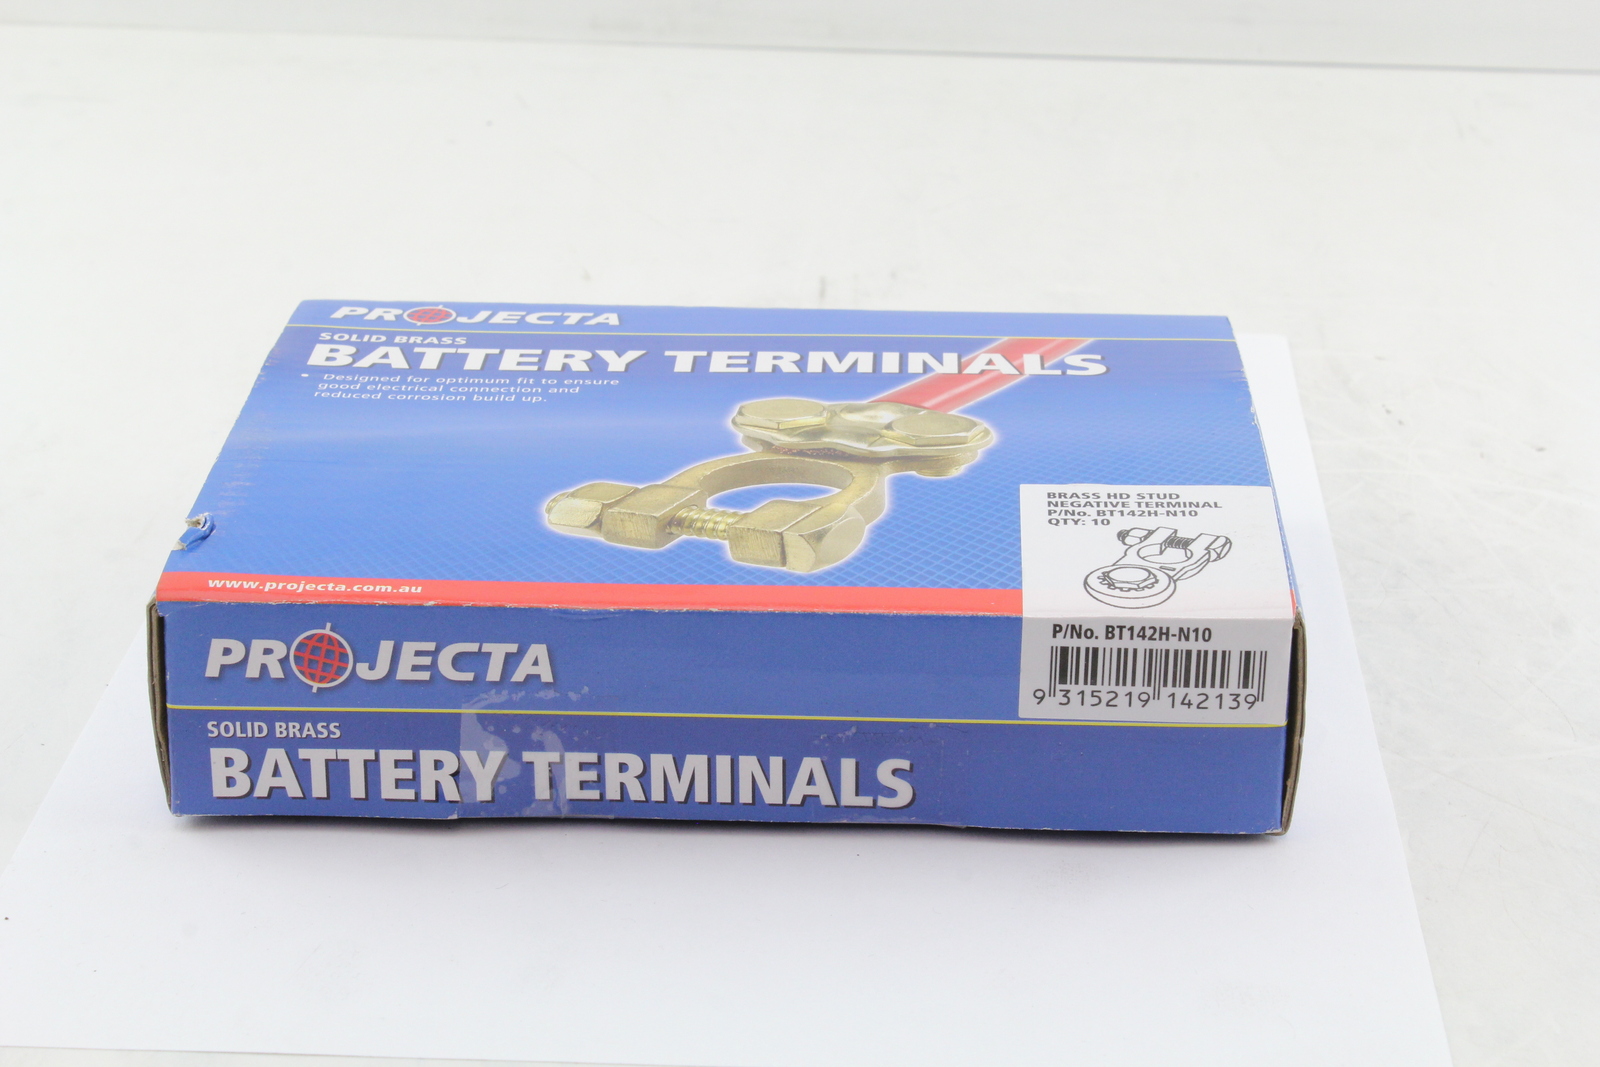 PROJECTA
SOLID BRASS
BATTERY TERMINALS
• Designed for optimum fit to ensure
good electrical connection and
reduced corrosion build up.
BRASS HD STUD
NEGATIVE TERMINAL
P/No. BT142H-N10
QTY: 10
www.projecta.com.au
PROJECTA
P/No. BT142H-N10
9 315219 142139
SOLID BRASS
BATTERY TERMINALS